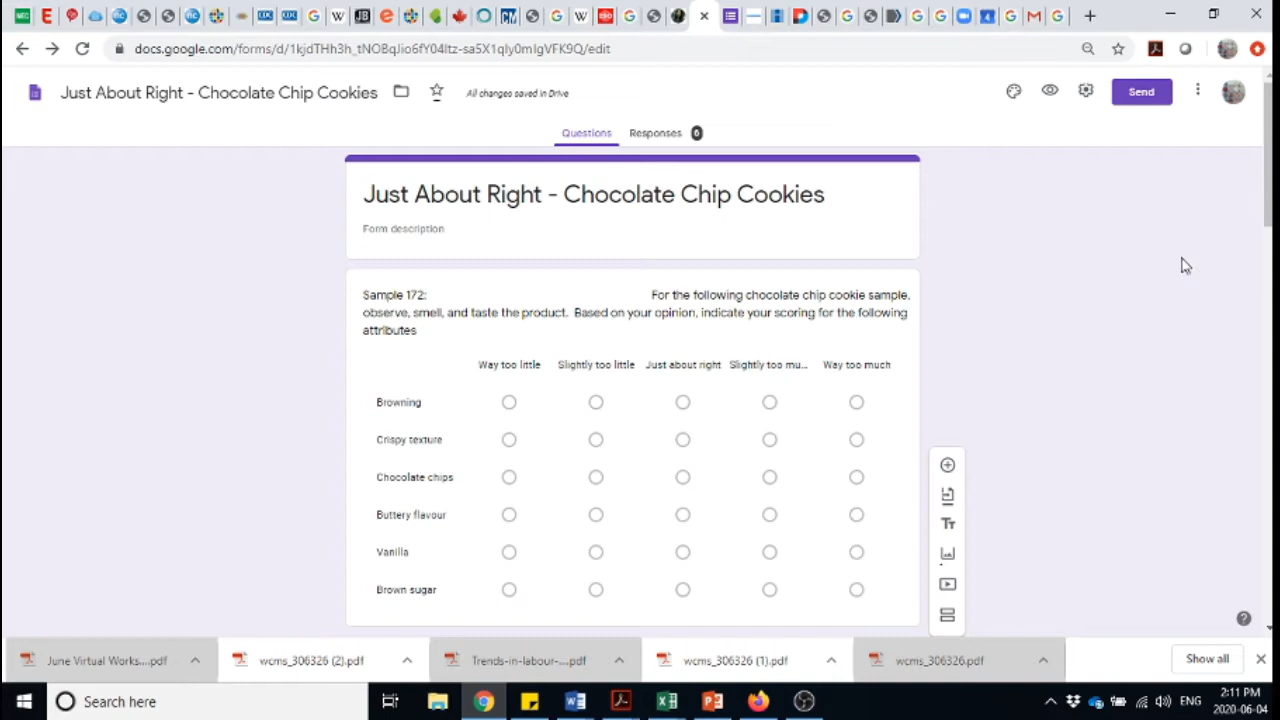 docs.google.com/forms/d/1kjdTHh3h_tNOBqJio6fY04ltz-sa5X1qly0mIgVFK9Q/edit
Just About Right - Chocolate Chip Cookies
All changes saved in Drive
Send
Questions
Responses 6
Just About Right - Chocolate Chip Cookies
Form description
Sample 172: For the following chocolate chip cookie sample,
observe, smell, and taste the product. Based on your opinion, indicate your scoring for the following
attributes
Way too little Slightly too little Just about right Slightly too mu... Way too much
Browning
Crispy texture
Chocolate chips
Buttery flavour
Vanilla
Brown sugar
June Virtual Works....pdf
wcms_306326 (2).pdf
Trends-in-labour-....pdf
wcms_306326 (1).pdf
wcms_306326.pdf
Show all
Search here
ENG
2:11 PM
2020-06-04